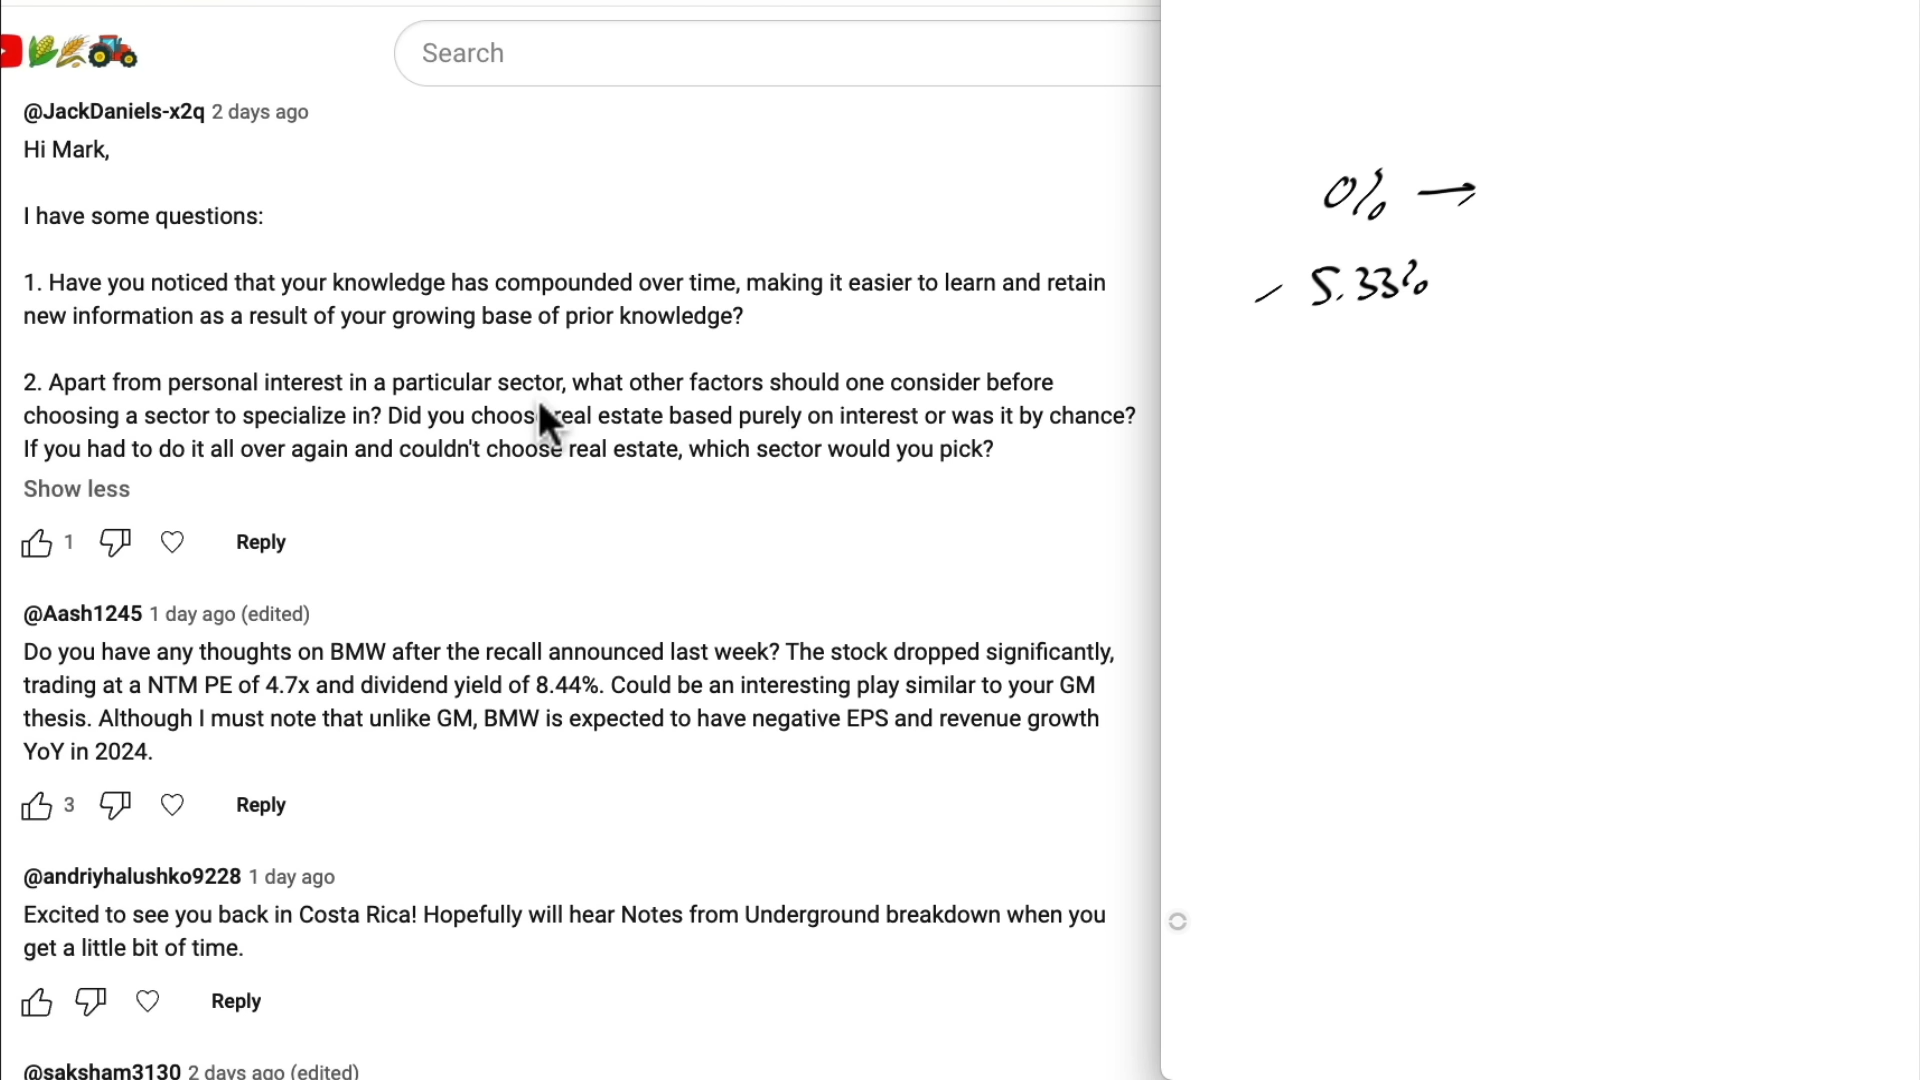 Search
@JackDaniels-x2q 2 days ago
Hi Mark,
I have some questions:
1. Have you noticed that your knowledge has compounded over time, making it easier to learn and retain
new information as a result of your growing base of prior knowledge?
2. Apart from personal interest in a particular sector, what other factors should one consider before
choosing a sector to specialize in? Did you choose real estate based purely on interest or was it by chance?
If you had to do it all over again and couldn't choose real estate, which sector would you pick?
Show less
1 Reply
@Aash1245 1 day ago (edited)
Do you have any thoughts on BMW after the recall announced last week? The stock dropped significantly,
trading at a NTM PE of 4.7x and dividend yield of 8.44%. Could be an interesting play similar to your GM
thesis. Although I must note that unlike GM, BMW is expected to have negative EPS and revenue growth
YoY in 2024.
3 Reply
@andriyhalushko9228 1 day ago
Excited to see you back in Costa Rica! Hopefully will hear Notes from Underground breakdown when you
get a little bit of time.
Reply
@saksham3130 2 days ago (edited)
0% →
- 5.33%